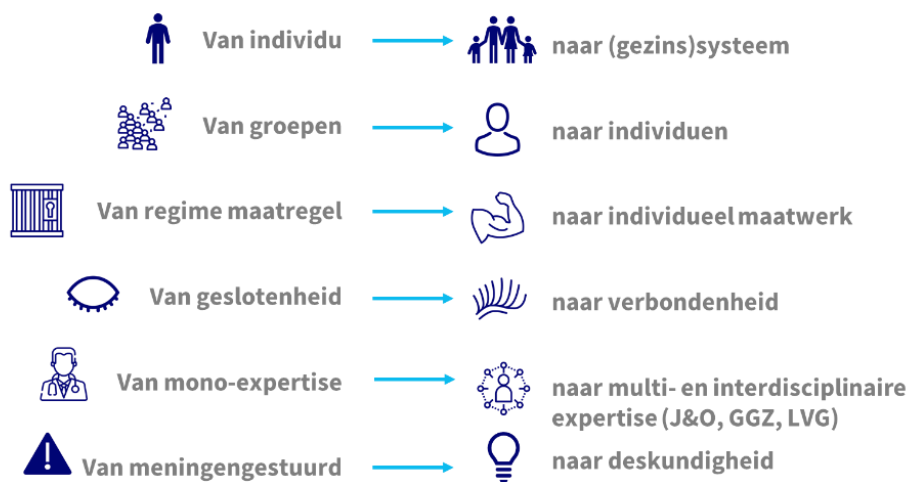 Van individu naar (gezins)systeem
Van groepen naar individuen
Van regime maatregel naar individueel maatwerk
Van geslotenheid naar verbondenheid
Van mono-expertise naar multi- en interdisciplinaire
expertise (J&O, GGZ, LVG)
Van meningengestuurd naar deskundigheid